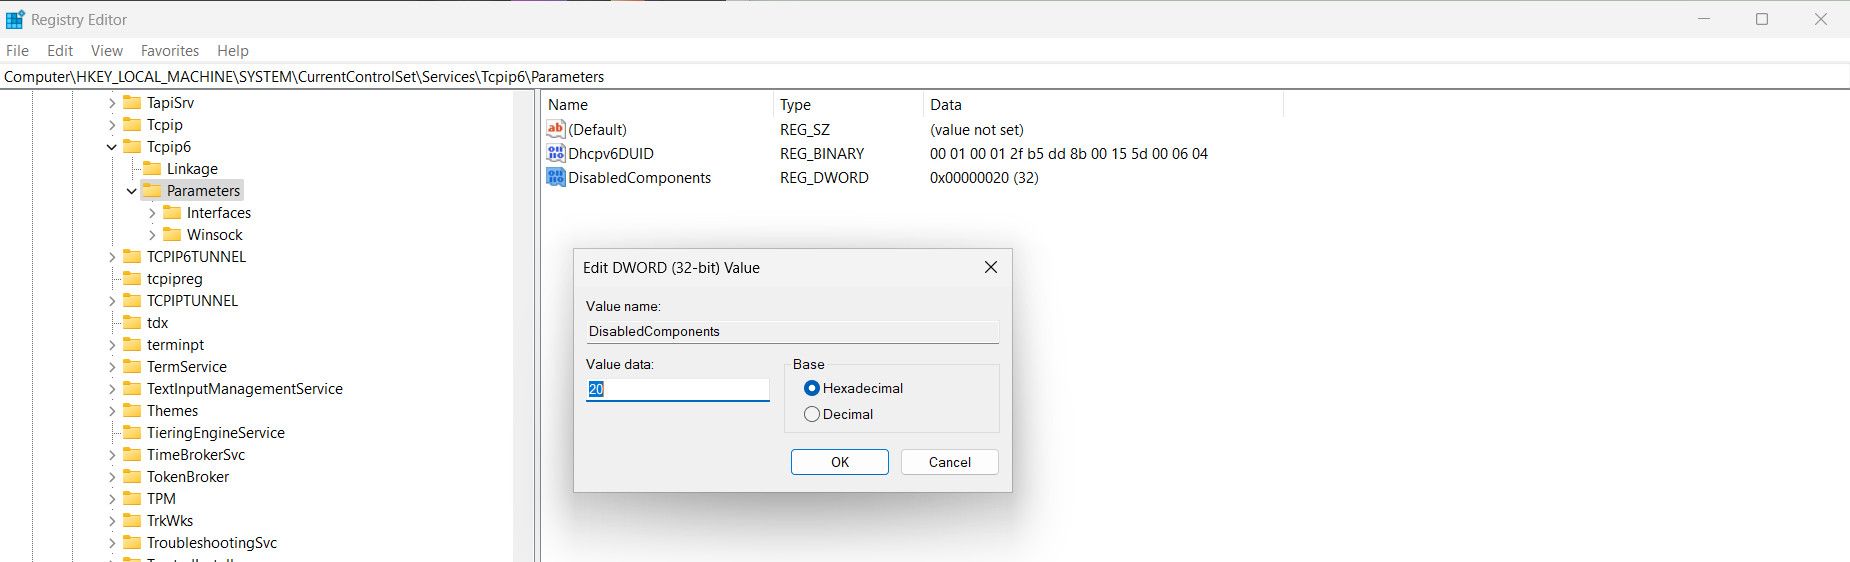 Registry Editor
File Edit View Favorites Help
Computer\HKEY_LOCAL_MACHINE\SYSTEM\CurrentControlSet\Services\Tcpip6\Parameters
TapiSrv
Tcpip
Tcpip6
Linkage
Parameters
Interfaces
Winsock
TCPIP6TUNNEL
tcpipreg
TCPIPTUNNEL
tdx
terminpt
TermService
TextInputManagementService
Themes
TieringEngineService
TimeBrokerSvc
TokenBroker
TPM
TrkWks
TroubleshootingSvc
Name Type Data
(Default) REG_SZ (value not set)
Dhcpv6DUID REG_BINARY 00 01 00 01 2f b5 dd 8b 00 15 5d 00 06 04
DisabledComponents REG_DWORD 0x00000020 (32)
Edit DWORD (32-bit) Value
Value name:
DisabledComponents
Value data:
20
Base
Hexadecimal
Decimal
OK Cancel